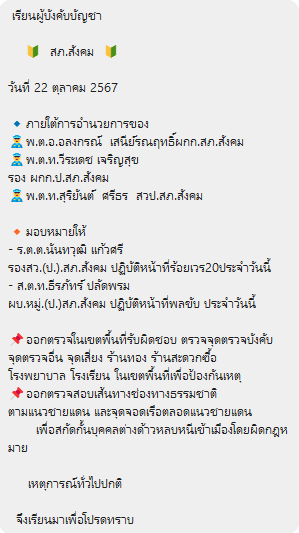 เรียนผู้บังคับบัญชา
🔰 สภ.สังคม 🔰
วันที่ 22 ตุลาคม 2567
🔹ภายใต้การอำนวยการของ
👮พ.ต.อ.อลงกรณ์ เสนีย์รณฤทธิ์ผกก.สภ.สังคม
👮พ.ต.ท.วีระเดช เจริญสุข
รอง ผกก.ป.สภ.สังคม
👮พ.ต.ท.สุริยันต์ ศรีธร สวป.สภ.สังคม
🔸มอบหมายให้
- ร.ต.ต.นันทวุฒิ แก้วศรี
รองสว.(ป.).สภ.สังคม ปฏิบัติหน้าที่ร้อยเวร20ประจำวันนี้
- ส.ต.ท.ธีรภัทร์ ปลัดพรม
ผบ.หมู่.(ป.)สภ.สังคม ปฏิบัติหน้าที่พลขับ ประจำวันนี้
📌ออกตรวจในเขตพื้นที่รับผิดชอบ ตรวจจุดตรวจบังคับ
จุดตรวจอื่น จุดเสี่ยง ร้านทอง ร้านสะดวกซื้อ
โรงพยาบาล โรงเรียน ในเขตพื้นที่เพื่อป้องกันเหตุ
📌ออกตรวจสอบเส้นทางช่องทางธรรมชาติ
ตามแนวชายแดน และจุดจอดเรือตลอดแนวชายแดน
เพื่อสกัดกั้นบุคคลต่างด้าวหลบหนีเข้าเมืองโดยผิดกฎห
มาย
เหตุการณ์ทั่วไปปกติ
จึงเรียนมาเพื่อโปรดทราบ